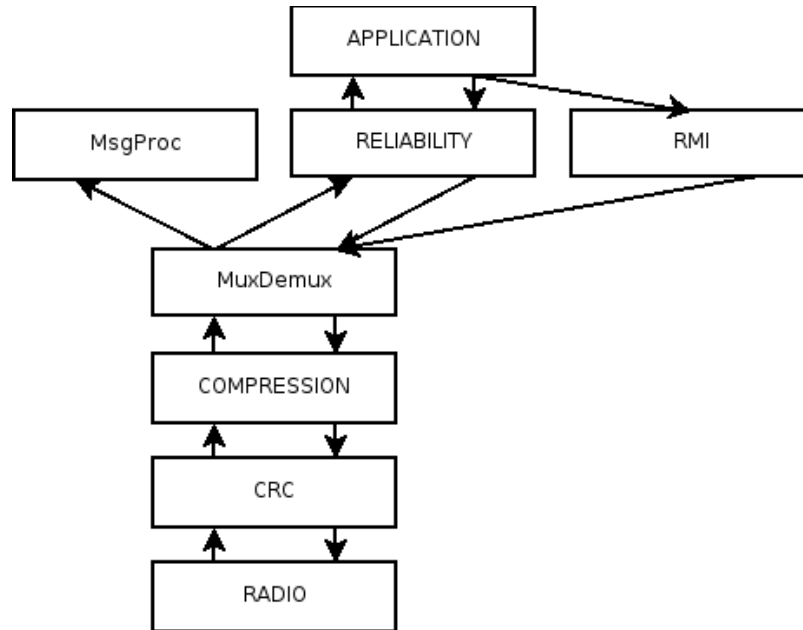 APPLICATION
MsgProc
RELIABILITY
RMI
MuxDemux
COMPRESSION
CRC
RADIO